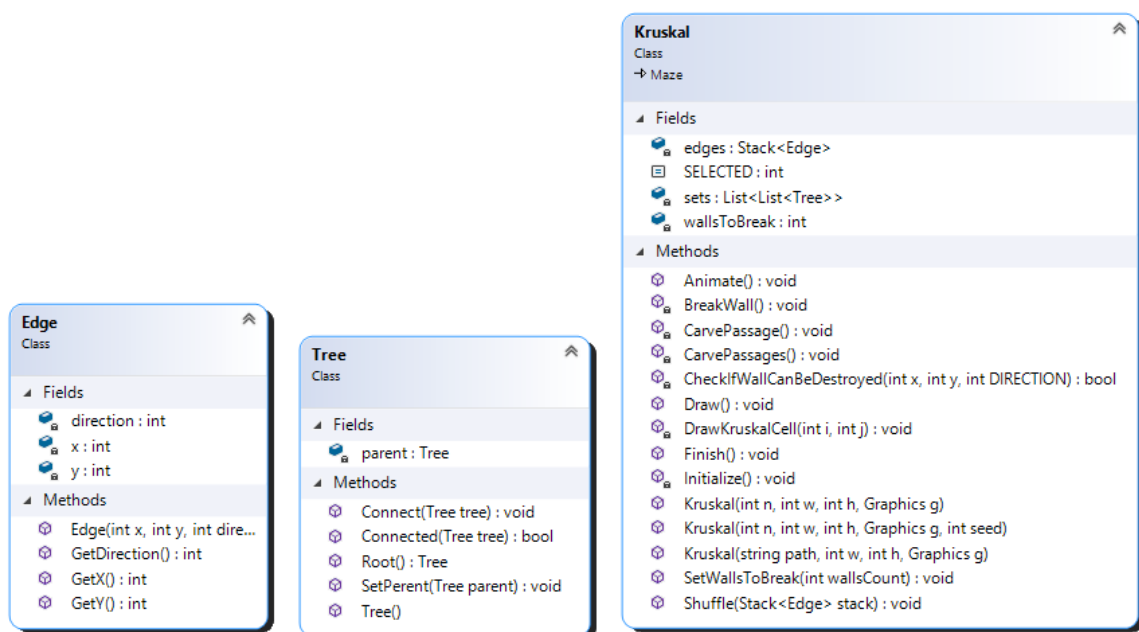 Edge
Class
Fields
direction : int
x : int
y : int
Methods
Edge(int x, int y, int dire...
GetDirection() : int
GetX() : int
GetY() : int
Tree
Class
Fields
parent : Tree
Methods
Connect(Tree tree) : void
Connected(Tree tree) : bool
Root() : Tree
SetPerent(Tree parent) : void
Tree()
Kruskal
Class
Maze
Fields
edges : Stack<Edge>
SELECTED : int
sets : List<List<Tree>>
wallsToBreak : int
Methods
Animate() : void
BreakWall() : void
CarvePassage() : void
CarvePassages() : void
CheckIfWallCanBeDestroyed(int x, int y, int DIRECTION) : bool
Draw() : void
DrawKruskalCell(int i, int j) : void
Finish() : void
Initialize() : void
Kruskal(int n, int w, int h, Graphics g)
Kruskal(int n, int w, int h, Graphics g, int seed)
Kruskal(string path, int w, int h, Graphics g)
SetWallsToBreak(int wallsCount) : void
Shuffle(Stack<Edge> stack) : void